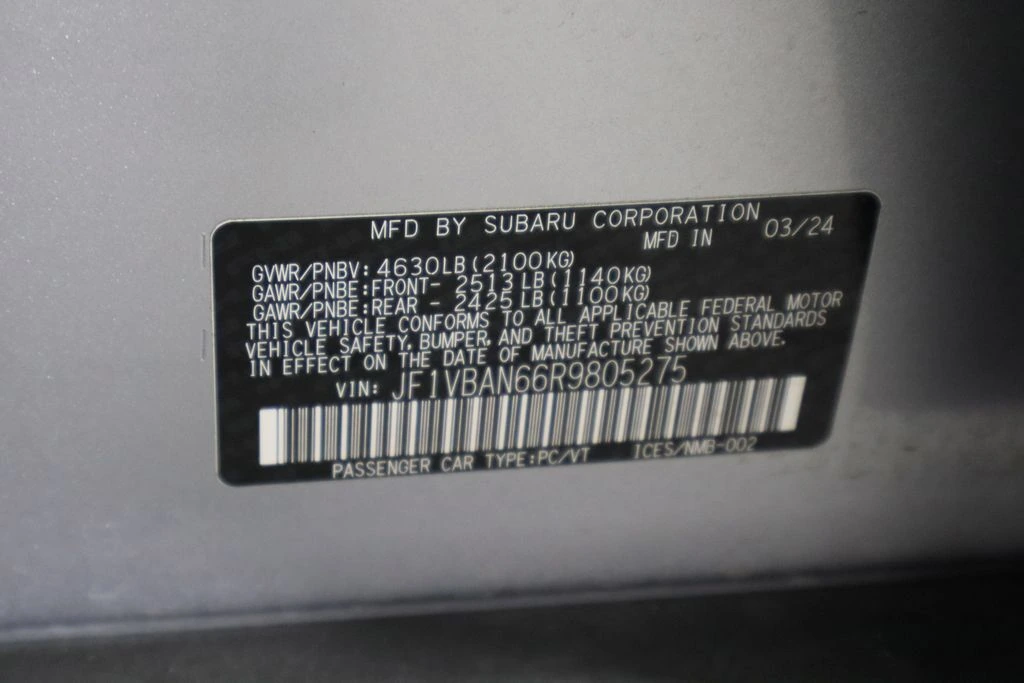 MFD BY SUBARU CORPORATION
MFD IN 03/24
GVWR/PNBV: 4630LB(2100KG)
GAWR/PNBE:FRONT- 2513LB(1140KG)
GAWR/PNBE:REAR - 2425LB(1100KG)
THIS VEHICLE CONFORMS TO ALL APPLICABLE FEDERAL MOTOR
VEHICLE SAFETY, BUMPER, AND THEFT PREVENTION STANDARDS
IN EFFECT ON THE DATE OF MANUFACTURE SHOWN ABOVE.
VIN: JF1VBAN66R9805275
PASSENGER CAR TYPE:PC/VT ICES/NMB-002